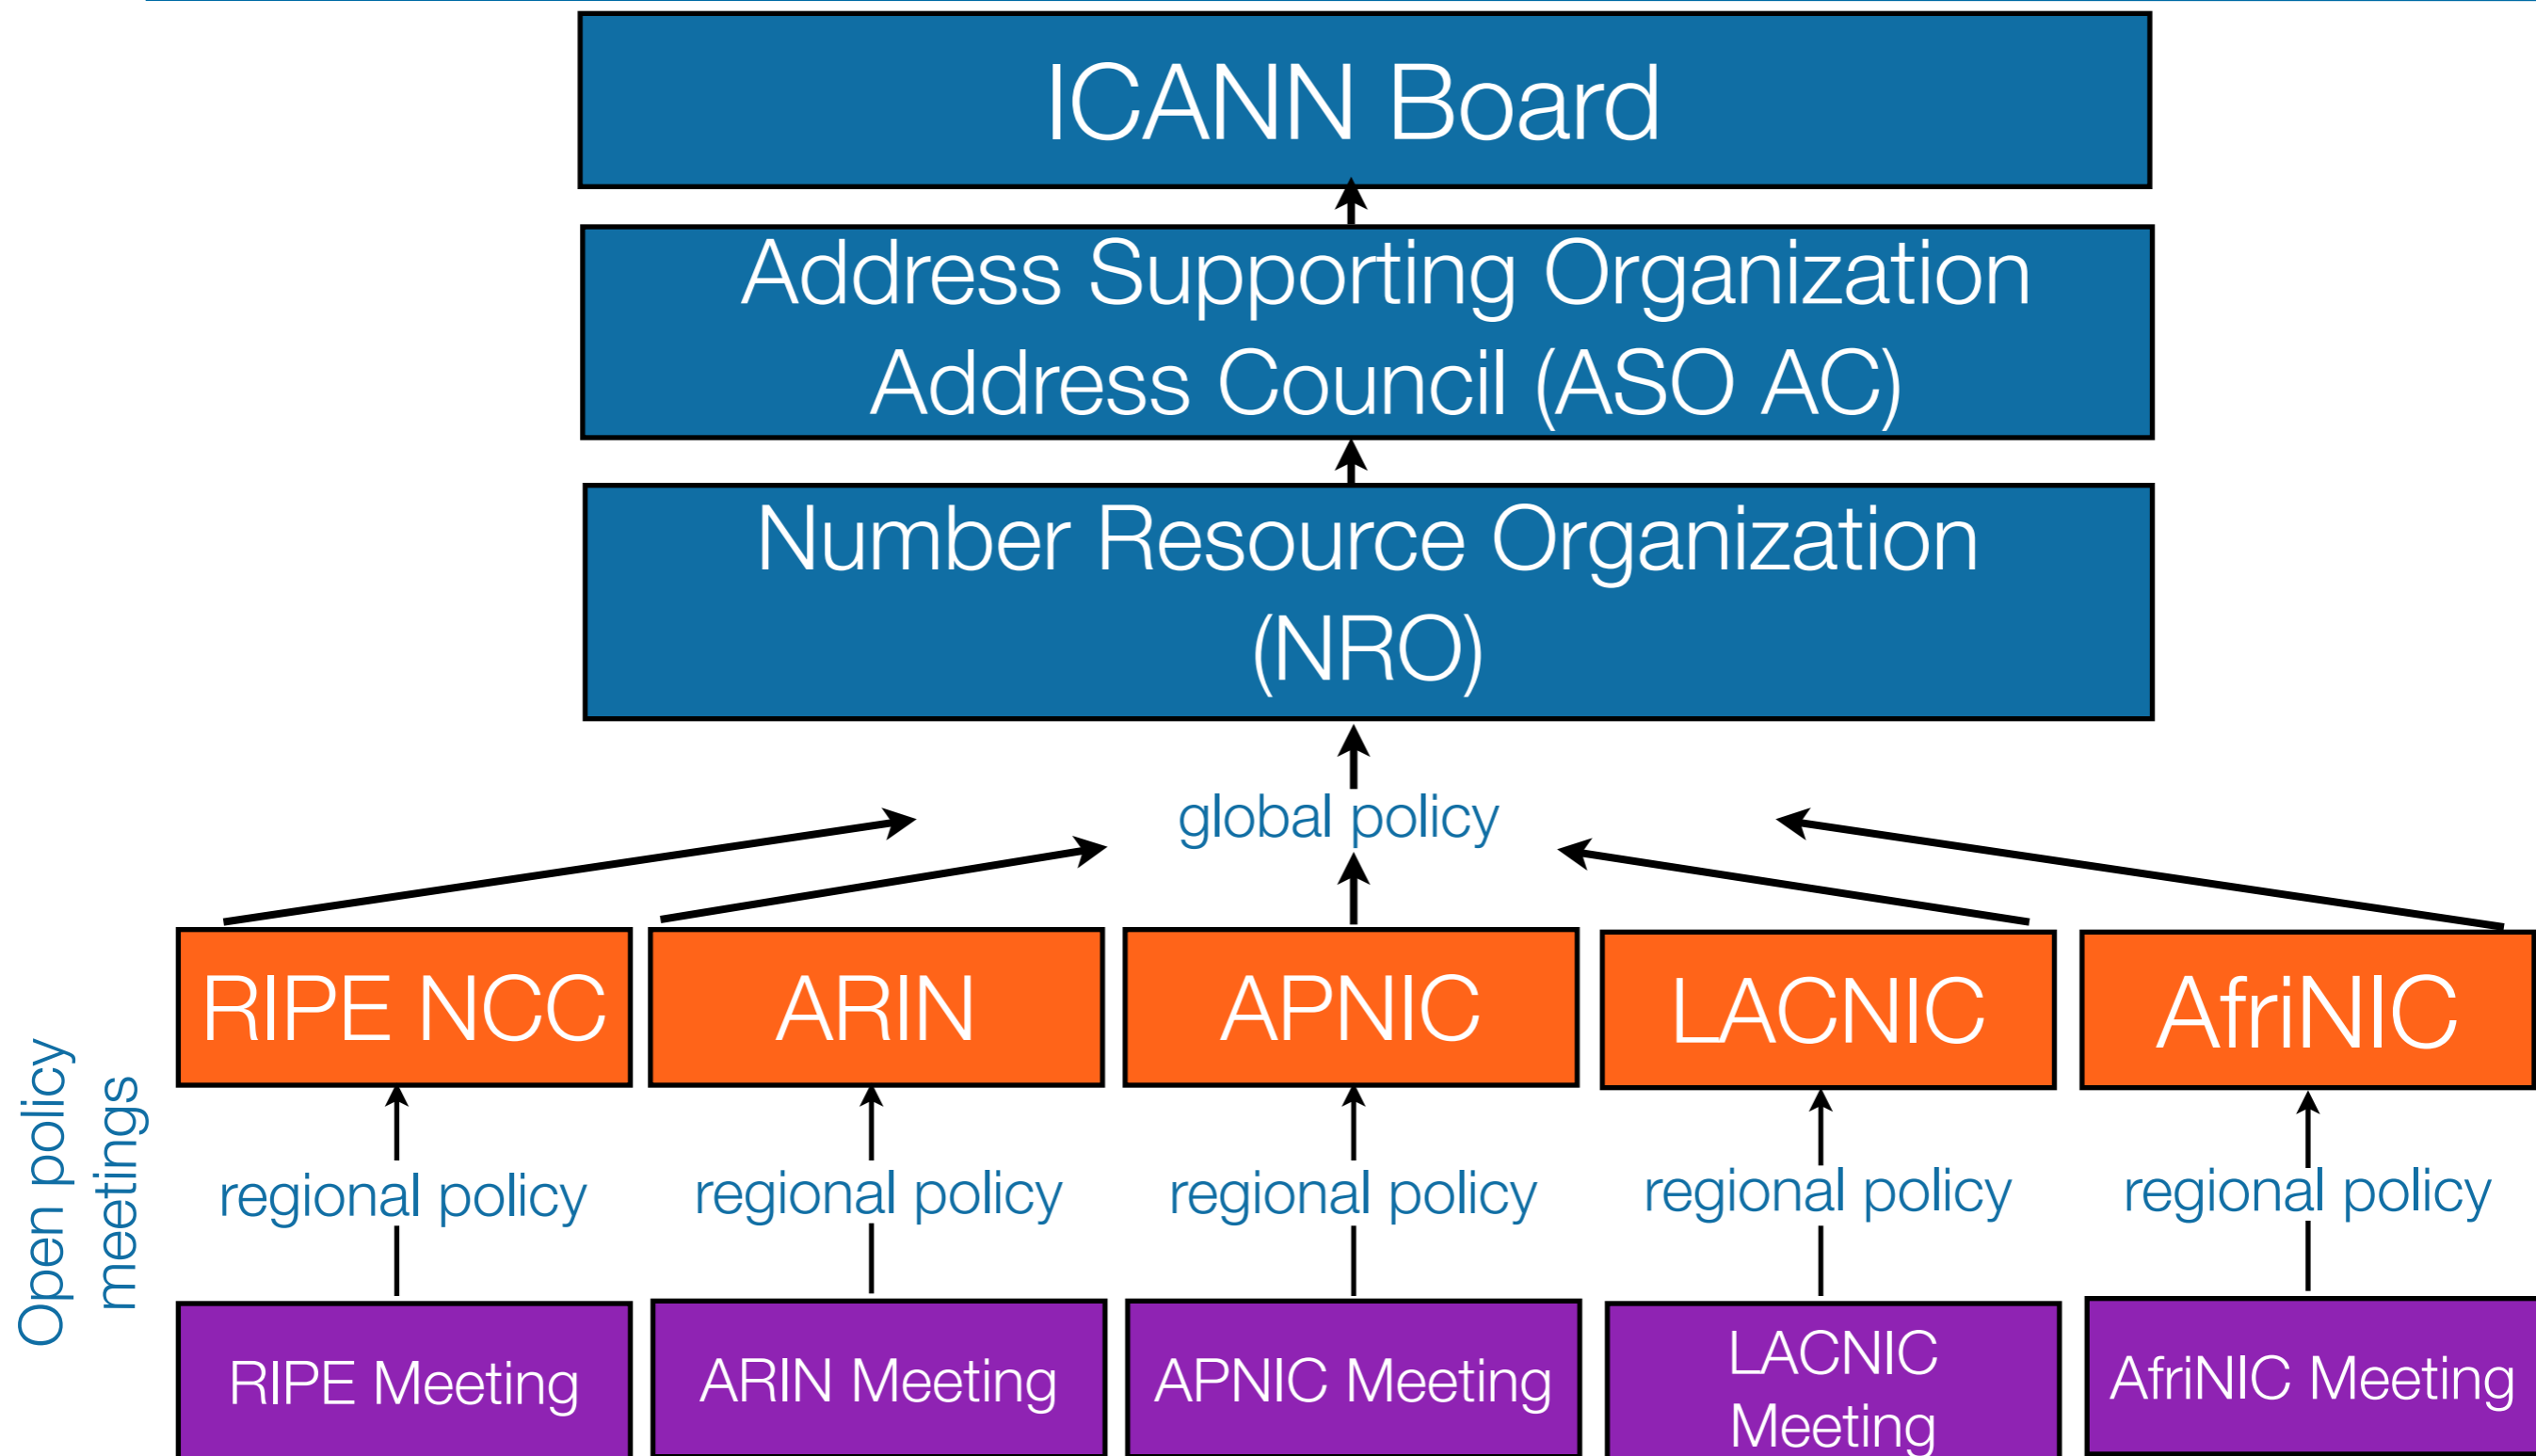 ICANN Board
Address Supporting Organization
Address Council (ASO AC)
Number Resource Organization
(NRO)
global policy
RIPE NCC
ARIN
APNIC
LACNIC
AfriNIC
Open policy
meetings
regional policy
regional policy
regional policy
regional policy
regional policy
RIPE Meeting
ARIN Meeting
APNIC Meeting
LACNIC
Meeting
AfriNIC Meeting